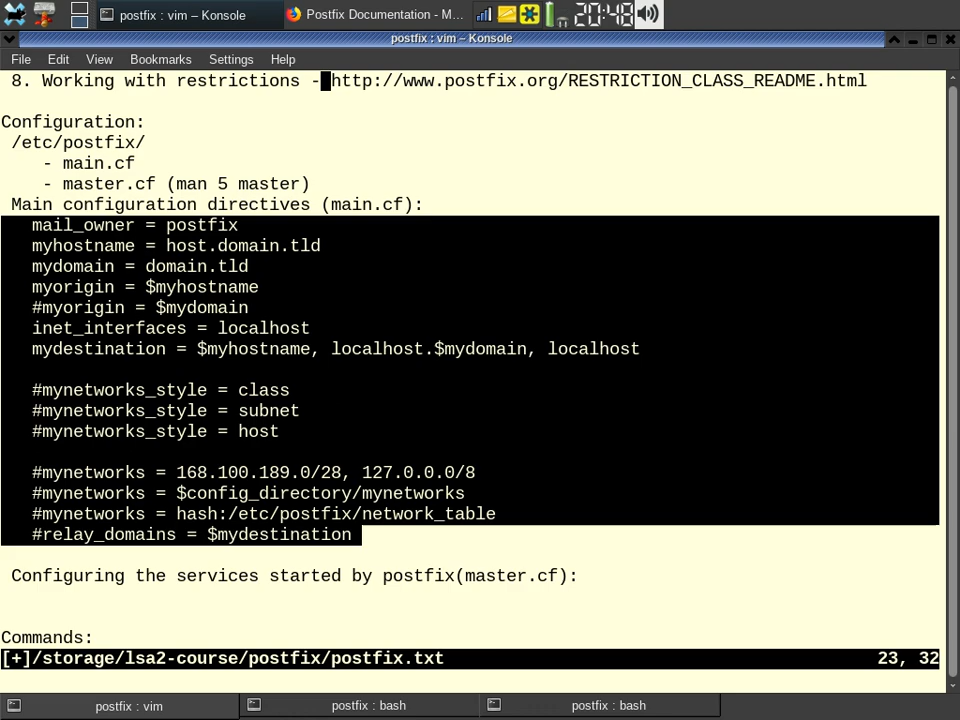 postfix : vim – Konsole
Postfix Documentation - M...
20:48
postfix : vim – Konsole
File Edit View Bookmarks Settings Help
8. Working with restrictions - http://www.postfix.org/RESTRICTION_CLASS_README.html
Configuration:
/etc/postfix/
- main.cf
- master.cf (man 5 master)
Main configuration directives (main.cf):
mail_owner = postfix
myhostname = host.domain.tld
mydomain = domain.tld
myorigin = $myhostname
#myorigin = $mydomain
inet_interfaces = localhost
mydestination = $myhostname, localhost.$mydomain, localhost
#mynetworks_style = class
#mynetworks_style = subnet
#mynetworks_style = host
#mynetworks = 168.100.189.0/28, 127.0.0.0/8
#mynetworks = $config_directory/mynetworks
#mynetworks = hash:/etc/postfix/network_table
#relay_domains = $mydestination
Configuring the services started by postfix(master.cf):
Commands:
[+]/storage/lsa2-course/postfix/postfix.txt 23, 32
postfix : vim
postfix : bash
postfix : bash